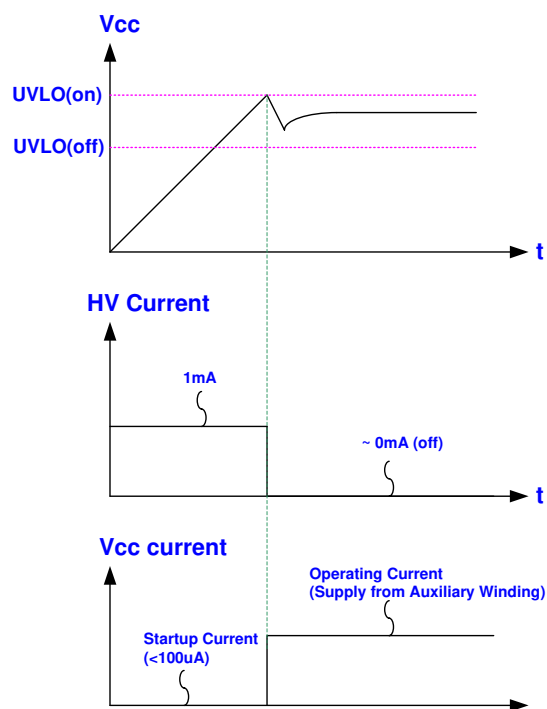 Vcc
UVLO(on)
UVLO(off)
t
HV Current
1mA
~ 0mA (off)
t
Vcc current
Operating Current
(Supply from Auxiliary Winding)
Startup Current
(<100uA)